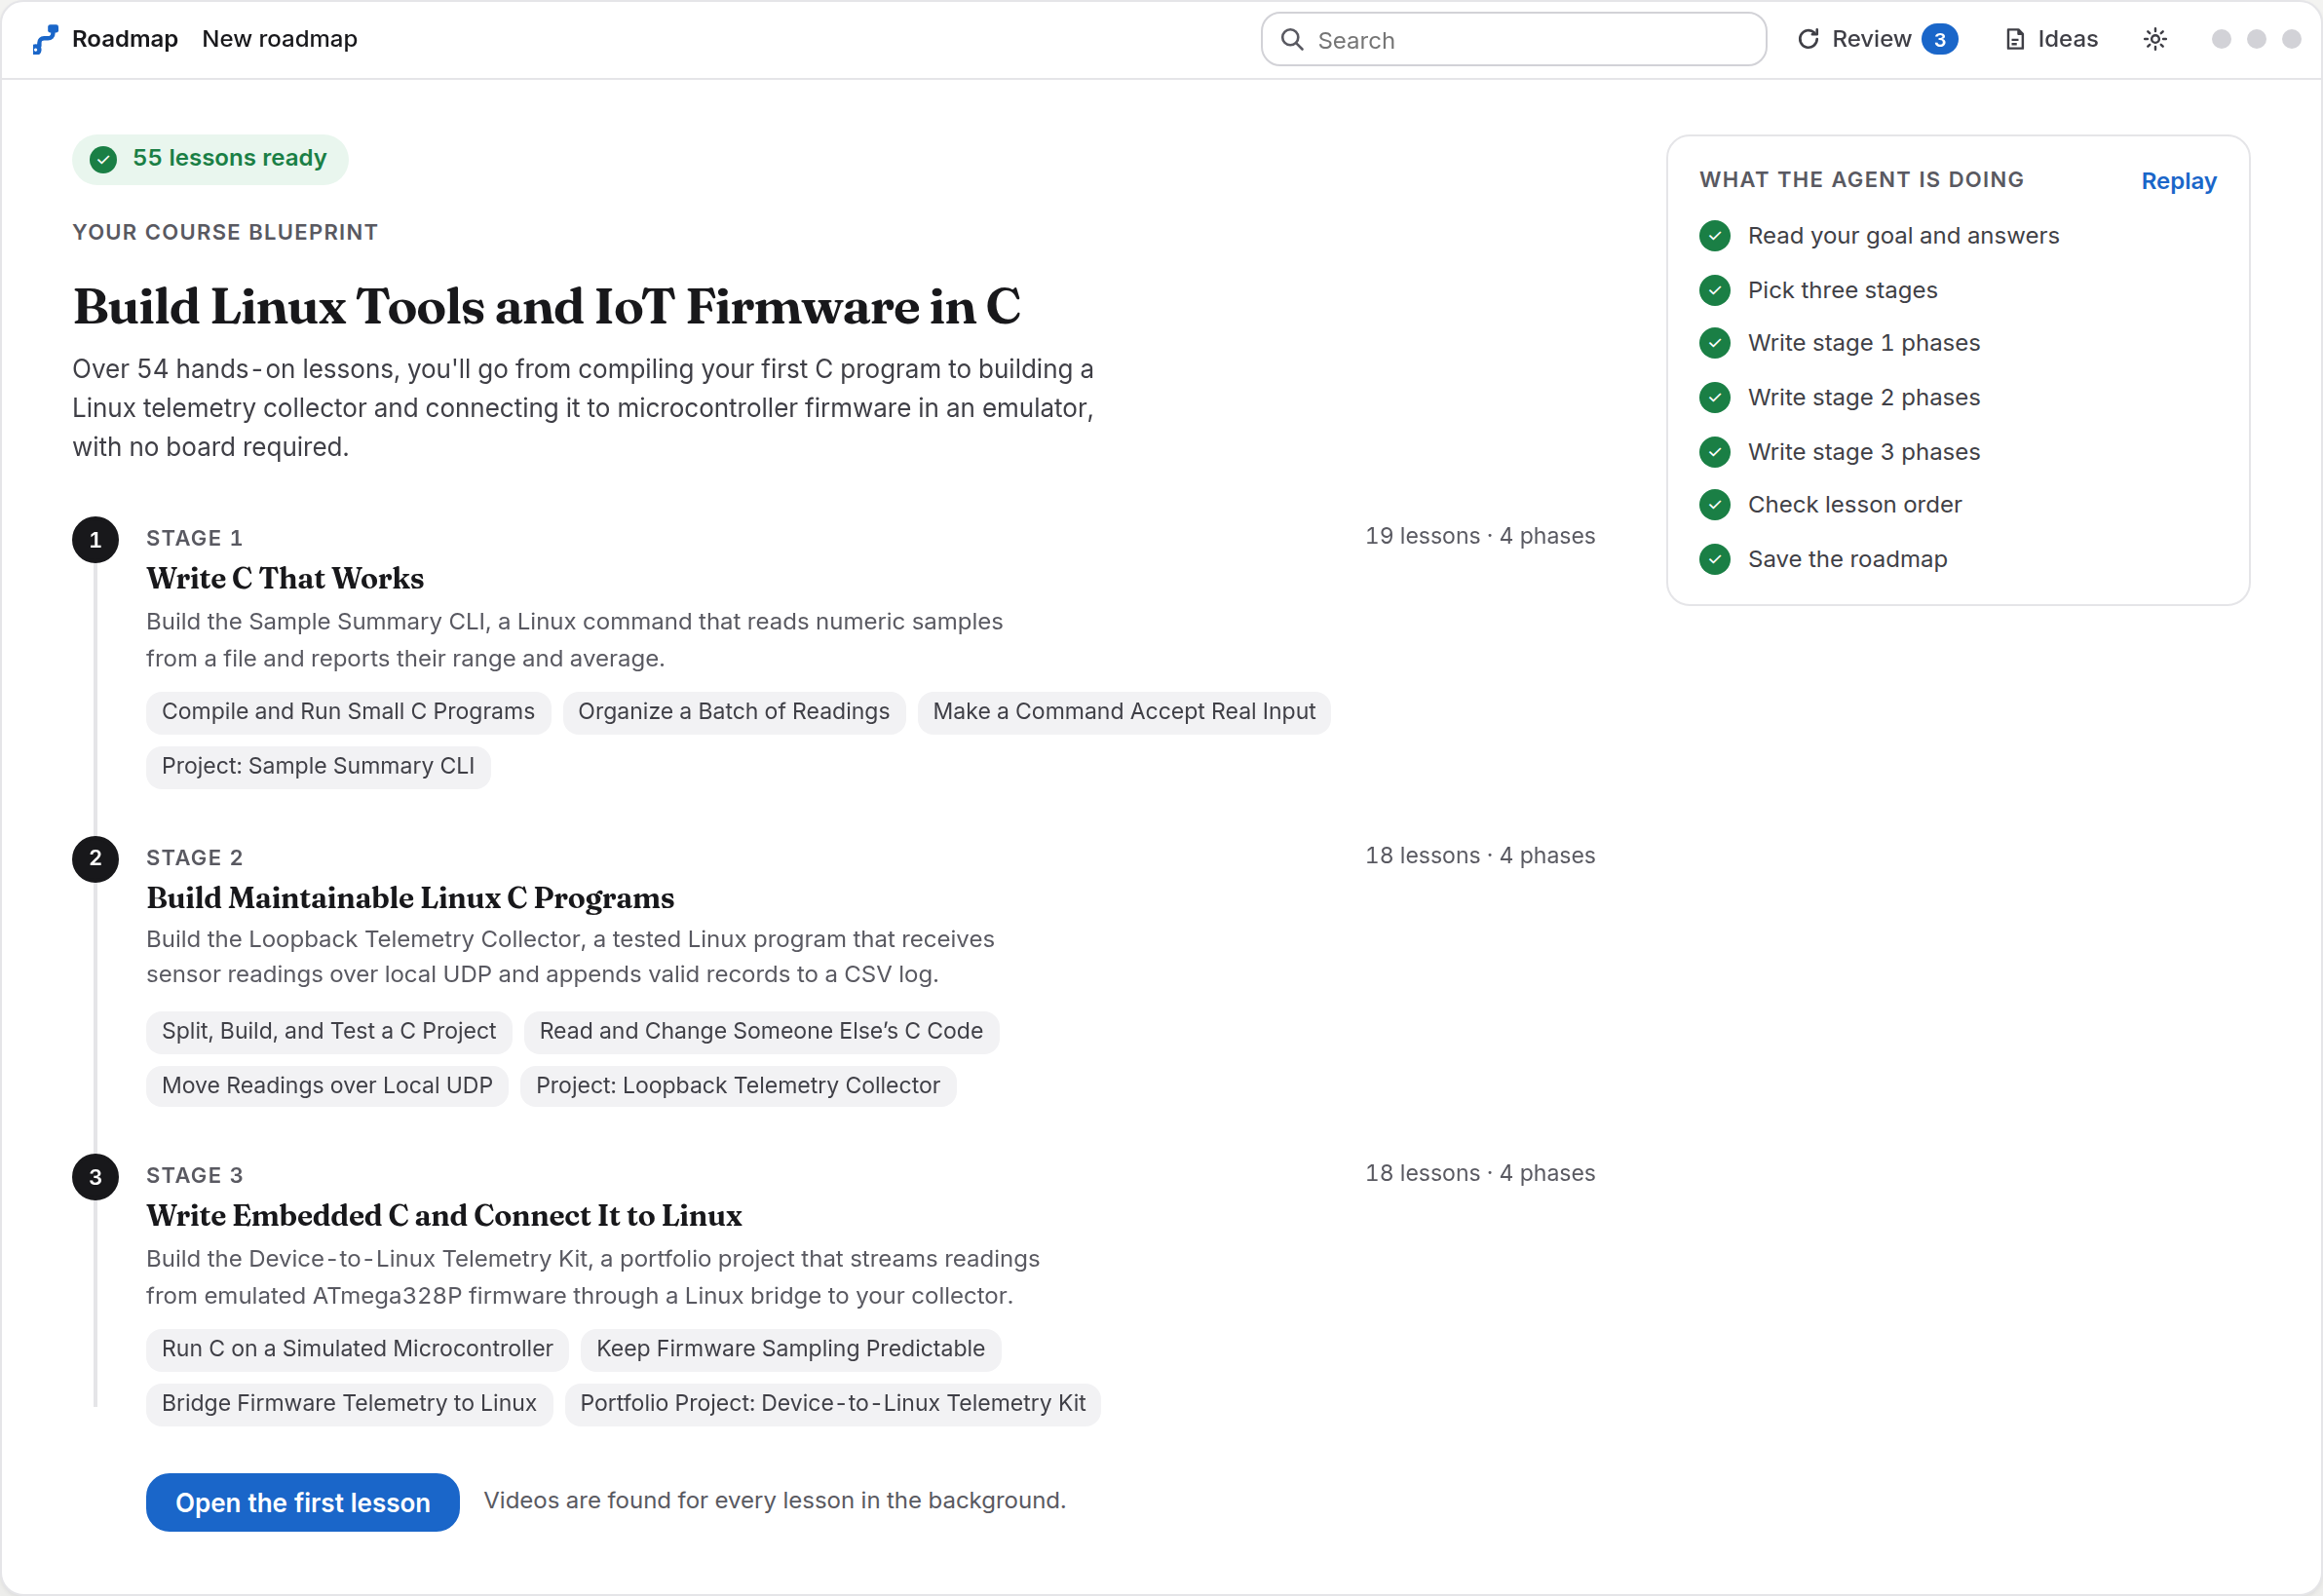 Roadmap New roadmap Search Review 3 Ideas
55 lessons ready
YOUR COURSE BLUEPRINT
Build Linux Tools and IoT Firmware in C
Over 54 hands-on lessons, you'll go from compiling your first C program to building a
Linux telemetry collector and connecting it to microcontroller firmware in an emulator,
with no board required.
1 STAGE 1 19 lessons · 4 phases
Write C That Works
Build the Sample Summary CLI, a Linux command that reads numeric samples
from a file and reports their range and average.
Compile and Run Small C Programs Organize a Batch of Readings Make a Command Accept Real Input
Project: Sample Summary CLI
2 STAGE 2 18 lessons · 4 phases
Build Maintainable Linux C Programs
Build the Loopback Telemetry Collector, a tested Linux program that receives
sensor readings over local UDP and appends valid records to a CSV log.
Split, Build, and Test a C Project Read and Change Someone Else’s C Code
Move Readings over Local UDP Project: Loopback Telemetry Collector
3 STAGE 3 18 lessons · 4 phases
Write Embedded C and Connect It to Linux
Build the Device-to-Linux Telemetry Kit, a portfolio project that streams readings
from emulated ATmega328P firmware through a Linux bridge to your collector.
Run C on a Simulated Microcontroller Keep Firmware Sampling Predictable
Bridge Firmware Telemetry to Linux Portfolio Project: Device-to-Linux Telemetry Kit
Open the first lesson Videos are found for every lesson in the background.
WHAT THE AGENT IS DOING Replay
Read your goal and answers
Pick three stages
Write stage 1 phases
Write stage 2 phases
Write stage 3 phases
Check lesson order
Save the roadmap